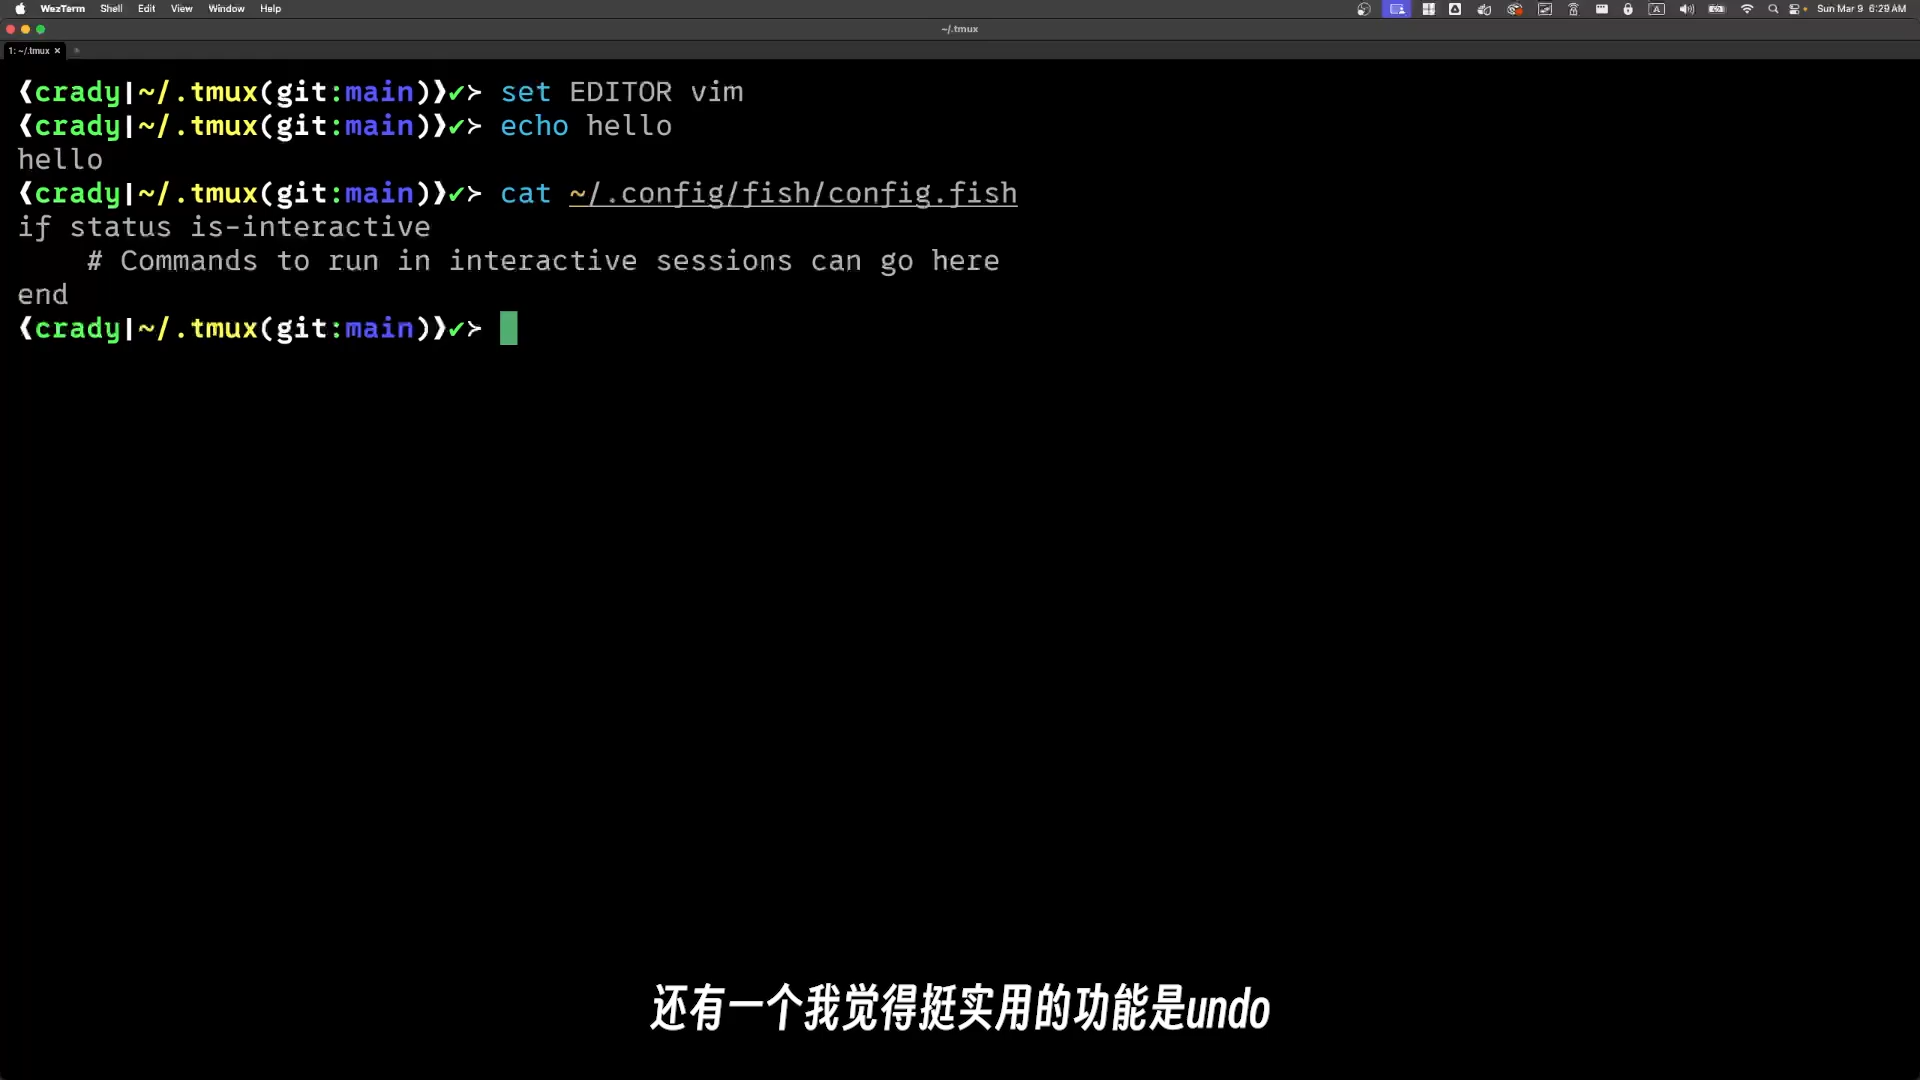 WezTerm Shell Edit View Window Help Sun Mar 9 6:29 AM
~/.tmux
1: ~/.tmux ×
❰crady|~/.tmux(git:main)❱✔≻ set EDITOR vim
❰crady|~/.tmux(git:main)❱✔≻ echo hello
hello
❰crady|~/.tmux(git:main)❱✔≻ cat ~/.config/fish/config.fish
if status is-interactive
    # Commands to run in interactive sessions can go here
end
❰crady|~/.tmux(git:main)❱✔≻
还有一个我觉得挺实用的功能是undo